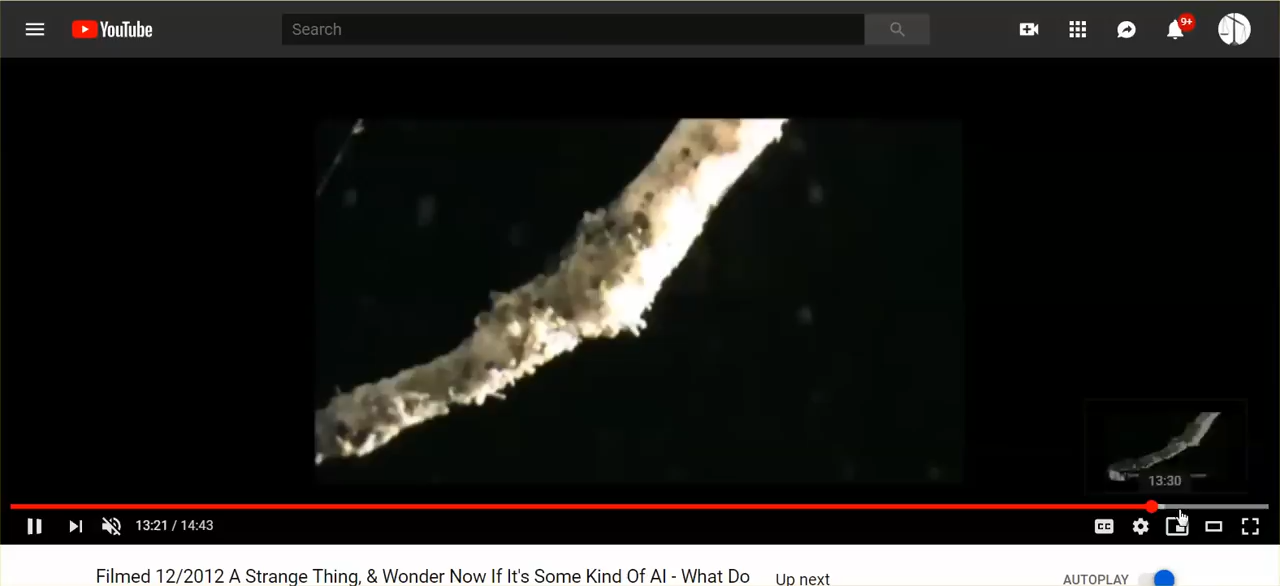 YouTube
Search
9+
13:30
13:21 / 14:43
CC
Filmed 12/2012 A Strange Thing, & Wonder Now If It's Some Kind Of AI - What Do
Up next
AUTOPLAY